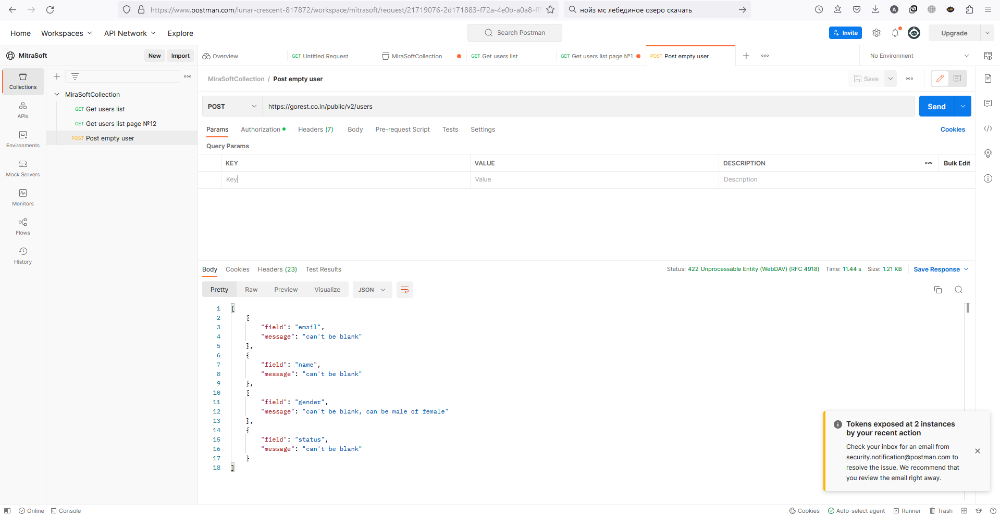 https://www.postman.com/lunar-crescent-817872/workspace/mitrasoft/request/21719076-2d171883-f72a-4e0b-a0a8-ff
нойз мс лебединое озеро скачать
Home Workspaces API Network Explore
Search Postman
Invite
Upgrade
MitraSoft
New Import
Overview
GET Untitled Request
MiraSoftCollection
GET Get users list
GET Get users list page №1
POST Post empty user
No Environment
Collections
APIs
Environments
Mock Servers
Monitors
Flows
History
MiraSoftCollection
GET Get users list
GET Get users list page №12
POST Post empty user
MiraSoftCollection / Post empty user
Save
POST
https://gorest.co.in/public/v2/users
Send
Params Authorization Headers (7) Body Pre-request Script Tests Settings
Cookies
Query Params
KEY VALUE DESCRIPTION
Bulk Edit
Key Value Description
Body Cookies Headers (23) Test Results
Status: 422 Unprocessable Entity (WebDAV) (RFC 4918) Time: 11.44 s Size: 1.21 KB
Save Response
Pretty Raw Preview Visualize
JSON
1 [
2 {
3 "field": "email",
4 "message": "can't be blank"
5 },
6 {
7 "field": "name",
8 "message": "can't be blank"
9 },
10 {
11 "field": "gender",
12 "message": "can't be blank, can be male of female"
13 },
14 {
15 "field": "status",
16 "message": "can't be blank"
17 }
18 ]
Tokens exposed at 2 instances
by your recent action
Check your inbox for an email from
security.notification@postman.com to
resolve the issue. We recommend that
you review the email right away.
Online Console
Cookies Auto-select agent Runner Trash